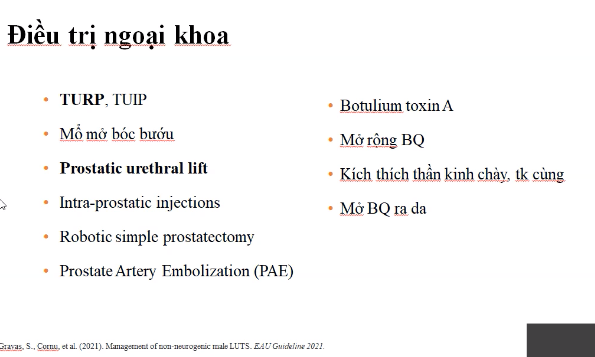 Điều trị ngoại khoa
• TURP, TUIP
• Mổ mở bóc bướu
• Prostatic urethral lift
• Intra-prostatic injections
• Robotic simple prostatectomy
• Prostate Artery Embolization (PAE)
• Botulium toxin A
• Mở rộng BQ
• Kích thích thần kinh chày, tk cùng
• Mở BQ ra da
Gravas, S., Cornu, et al. (2021). Management of non-neurogenic male LUTS. EAU Guideline 2021.